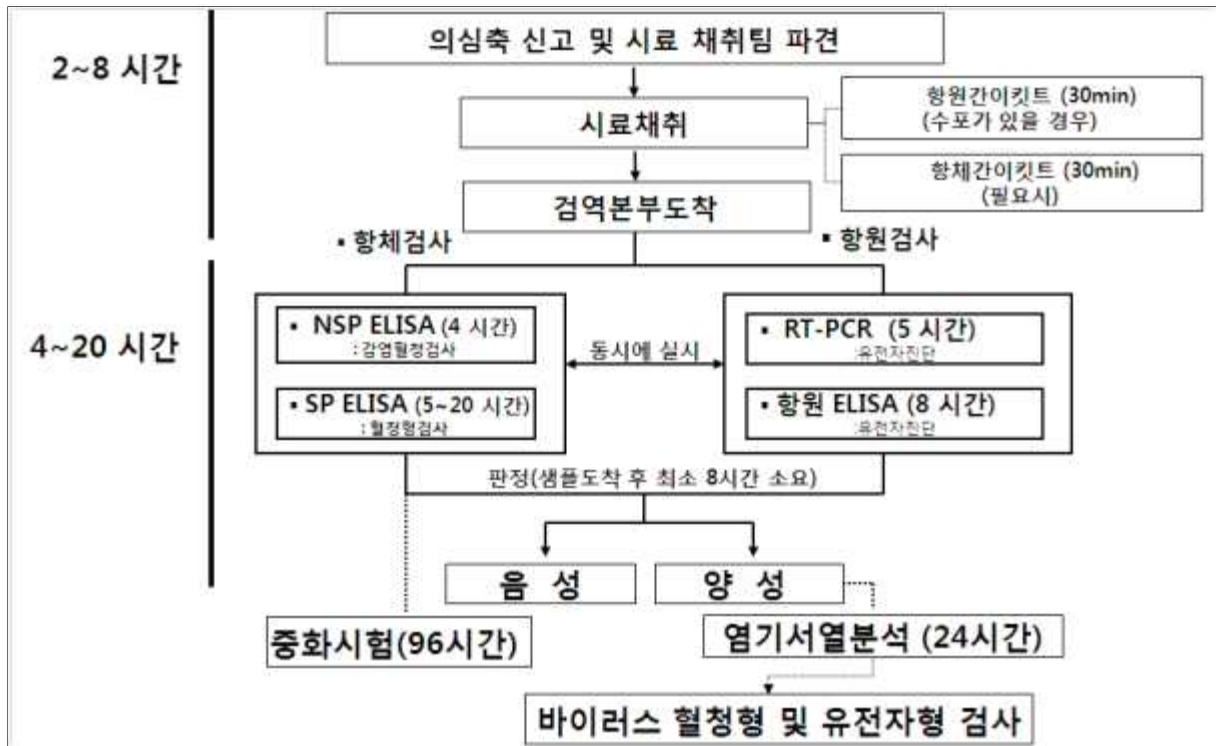 의심축 신고 및 시료 채취팀 파견
2~8 시간
시료채취
항원간이킷트 (30min)
(수포가 있을 경우)
항체간이킷트 (30min)
(필요시)
검역본부도착
▪ 항체검사
▪ 항원검사
4~20 시간
▪ NSP ELISA (4 시간)
: 감염혈청검사
▪ SP ELISA (5~20 시간)
: 혈청형검사
동시에 실시
▪ RT-PCR (5 시간)
:유전자진단
▪ 항원 ELISA (8 시간)
:유전자진단
판정(샘플도착 후 최소 8시간 소요)
음 성
양 성
중화시험(96시간)
염기서열분석 (24시간)
바이러스 혈청형 및 유전자형 검사